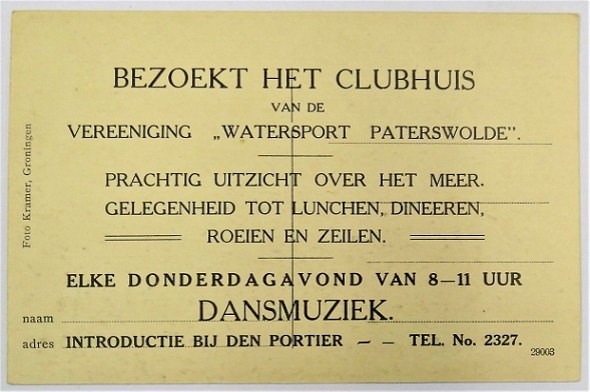 BEZOEKT HET CLUBHUIS
VAN DE
VEREENIGING „WATERSPORT PATERSWOLDE".
PRACHTIG UITZICHT OVER HET MEER.
GELEGENHEID TOT LUNCHEN, DINEEREN,
ROEIEN EN ZEILEN.
ELKE DONDERDAGAVOND VAN 8—11 UUR
naam DANSMUZIEK.
adres INTRODUCTIE BIJ DEN PORTIER – – TEL. No. 2327.
29003
Foto Kramer, Groningen